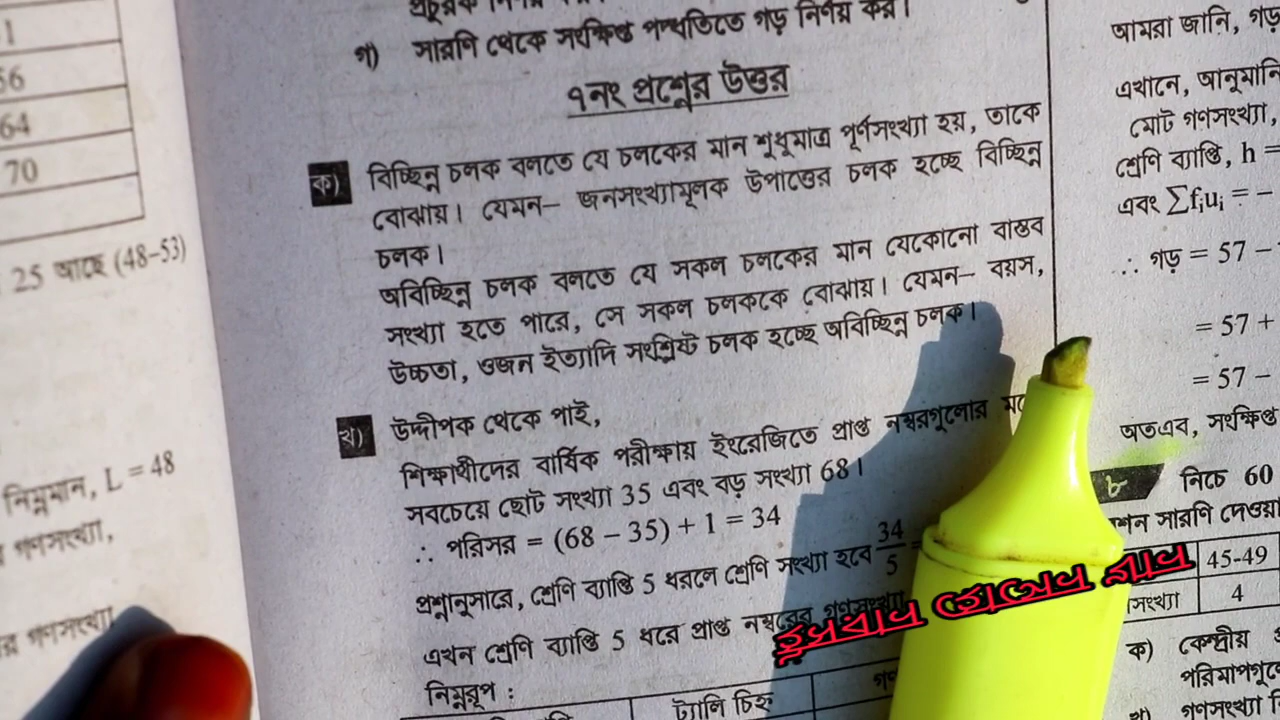 1
56
64
70
25 আছে (48–53)
নিম্নমান, L = 48
গণসংখ্যা,
গণসংখ্যা
গ) সারণি থেকে সংক্ষিপ্ত পদ্ধতিতে গড় নির্ণয় কর।
৭নং প্রশ্নের উত্তর
ক) বিচ্ছিন্ন চলক বলতে যে চলকের মান শুধুমাত্র পূর্ণসংখ্যা হয়, তাকে
বোঝায়। যেমন– জনসংখ্যামূলক উপাত্তের চলক হচ্ছে বিচ্ছিন্ন
চলক।
অবিচ্ছিন্ন চলক বলতে যে সকল চলকের মান যেকোনো বাস্তব
সংখ্যা হতে পারে, সে সকল চলককে বোঝায়। যেমন– বয়স,
উচ্চতা, ওজন ইত্যাদি সংশ্লিষ্ট চলক হচ্ছে অবিচ্ছিন্ন চলক।
খ) উদ্দীপক থেকে পাই,
শিক্ষার্থীদের বার্ষিক পরীক্ষায় ইংরেজিতে প্রাপ্ত নম্বরগুলোর
সবচেয়ে ছোট সংখ্যা 35 এবং বড় সংখ্যা 68।
∴ পরিসর = (68 – 35) + 1 = 34
প্রশ্নানুসারে, শ্রেণি ব্যাপ্তি 5 ধরলে শ্রেণি সংখ্যা হবে 34/5 =
এখন শ্রেণি ব্যাপ্তি 5 ধরে প্রাপ্ত নম্বরের গণসংখ্যা
নিম্নরূপ :
ট্যালি চিহ্ন
আমরা জানি, গড়
এখানে, আনুমানি
মোট গণসংখ্যা,
শ্রেণি ব্যাপ্তি, h =
এবং ∑fᵢuᵢ = –
∴ গড় = 57 –
= 57 +
= 57 –
অতএব, সংক্ষিপ্ত
৮ নিচে 60
শন সারণি দেওয়া
45-49
সংখ্যা 4
ক) কেন্দ্রীয়
পরিমাপগুলো
খ) গণসংখ্যা